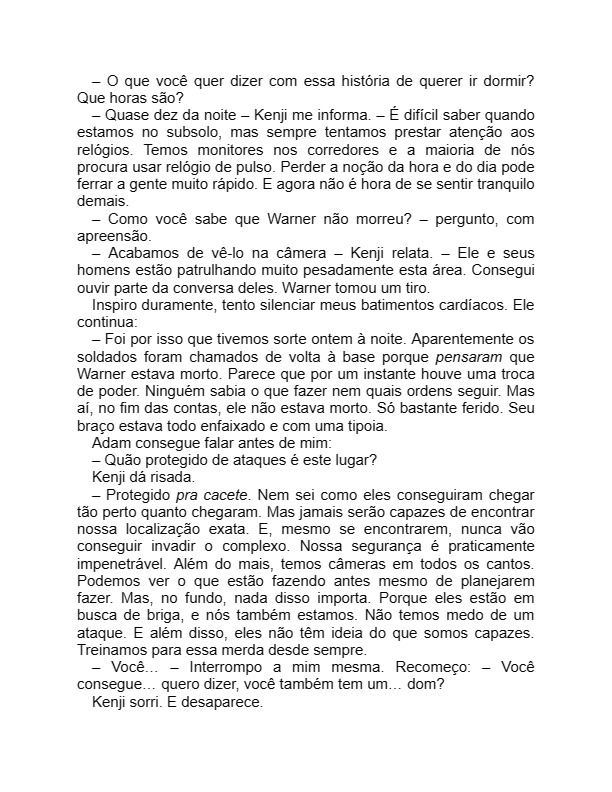 – O que você quer dizer com essa história de querer ir dormir?
Que horas são?
– Quase dez da noite – Kenji me informa. – É difícil saber quando
estamos no subsolo, mas sempre tentamos prestar atenção aos
relógios. Temos monitores nos corredores e a maioria de nós
procura usar relógio de pulso. Perder a noção da hora e do dia pode
ferrar a gente muito rápido. E agora não é hora de se sentir tranquilo
demais.
– Como você sabe que Warner não morreu? – pergunto, com
apreensão.
– Acabamos de vê-lo na câmera – Kenji relata. – Ele e seus
homens estão patrulhando muito pesadamente esta área. Consegui
ouvir parte da conversa deles. Warner tomou um tiro.
Inspiro duramente, tento silenciar meus batimentos cardíacos. Ele
continua:
– Foi por isso que tivemos sorte ontem à noite. Aparentemente os
soldados foram chamados de volta à base porque pensaram que
Warner estava morto. Parece que por um instante houve uma troca
de poder. Ninguém sabia o que fazer nem quais ordens seguir. Mas
aí, no fim das contas, ele não estava morto. Só bastante ferido. Seu
braço estava todo enfaixado e com uma tipoia.
Adam consegue falar antes de mim:
– Quão protegido de ataques é este lugar?
Kenji dá risada.
– Protegido pra cacete. Nem sei como eles conseguiram chegar
tão perto quanto chegaram. Mas jamais serão capazes de encontrar
nossa localização exata. E, mesmo se encontrarem, nunca vão
conseguir invadir o complexo. Nossa segurança é praticamente
impenetrável. Além do mais, temos câmeras em todos os cantos.
Podemos ver o que estão fazendo antes mesmo de planejarem
fazer. Mas, no fundo, nada disso importa. Porque eles estão em
busca de briga, e nós também estamos. Não temos medo de um
ataque. E além disso, eles não têm ideia do que somos capazes.
Treinamos para essa merda desde sempre.
– Você… – Interrompo a mim mesma. Recomeço: – Você
consegue… quero dizer, você também tem um… dom?
Kenji sorri. E desaparece.